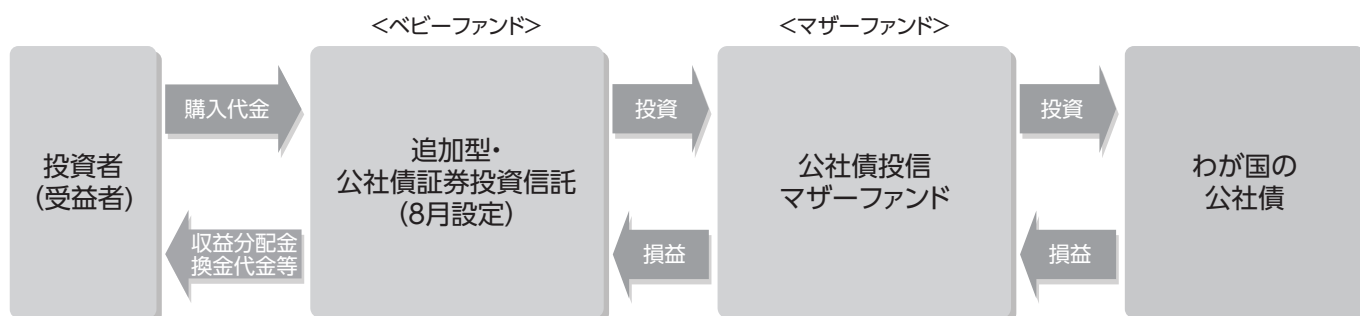 <ベビーファンド>
<マザーファンド>
投資者
(受益者)
購入代金
収益分配金
換金代金等
追加型・
公社債証券投資信託
(8月設定)
投資
損益
公社債投信
マザーファンド
投資
損益
わが国の
公社債